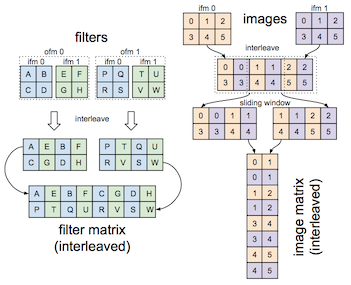 filters
ofm 0 ofm 1
ifm 0 ifm 1 ifm 0 ifm 1
A B E F P Q T U
C D G H R S V W
interleave
A E B F P T Q U
C G D H R V S W
A E B F C G D H
P T Q U R V S W
filter matrix
(interleaved)
ifm 0 images ifm 1
0 1 2 0 1 2
3 4 5 3 4 5
interleave
0 0 1 1 2 2
3 3 4 4 5 5
sliding window
0 0 1 1 1 1 2 2
3 3 4 4 4 4 5 5
0 1
0 1
1 2
1 2
3 4
3 4
4 5
4 5
image matrix
(interleaved)